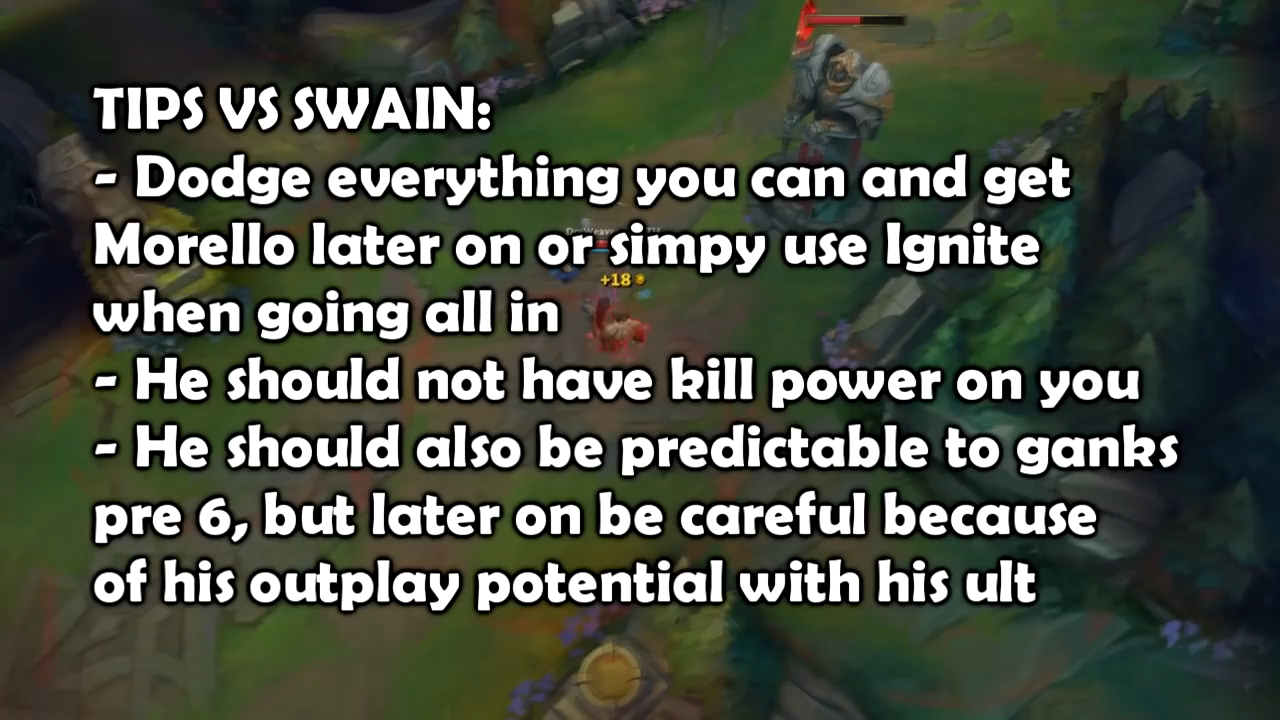 TIPS VS SWAIN:
- Dodge everything you can and get
Morello later on or simpy use Ignite
when going all in
+18
- He should not have kill power on you
- He should also be predictable to ganks
pre 6, but later on be careful because
of his outplay potential with his ult